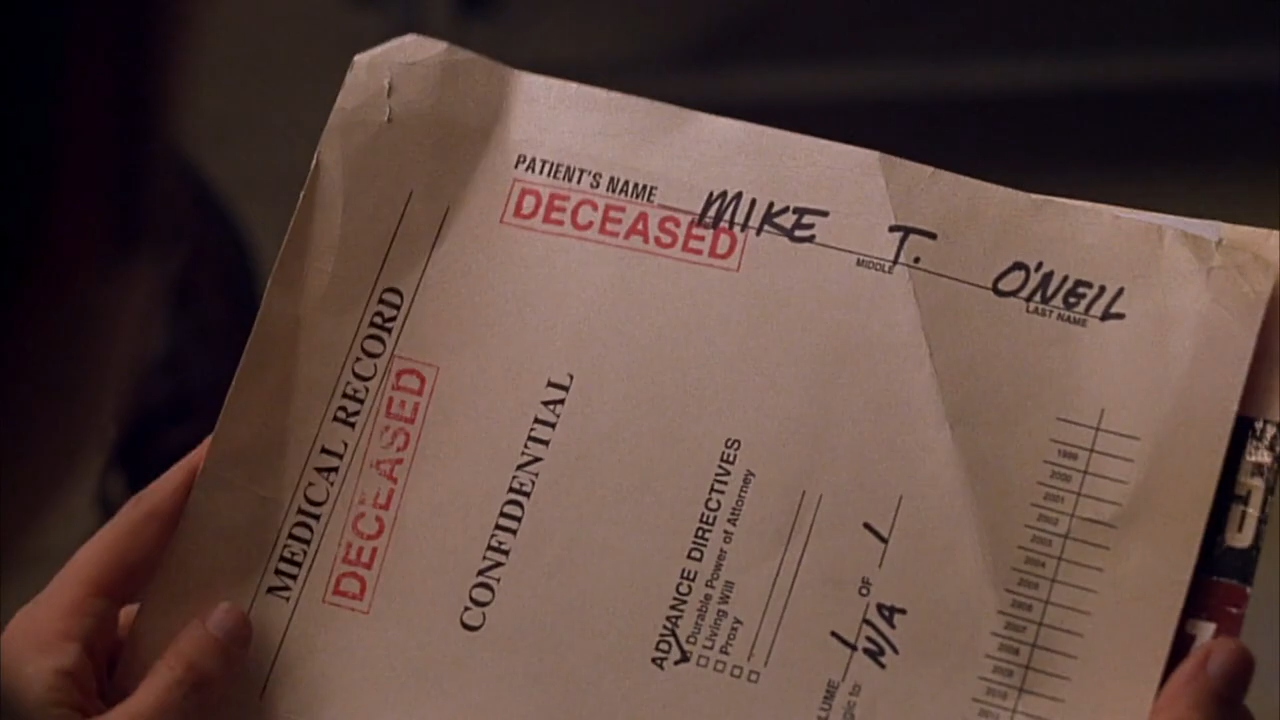 PATIENT'S NAME MIKE T. O'NEIL
DECEASED
MIDDLE
LAST NAME
MEDICAL RECORD
DECEASED
CONFIDENTIAL
ADVANCE DIRECTIVES
Durable Power of Attorney
Living Will
Proxy
1 OF 1
N/A
1999
2000
2001
2002
2003
2004
2005
2006
2007
2008
2009
2010